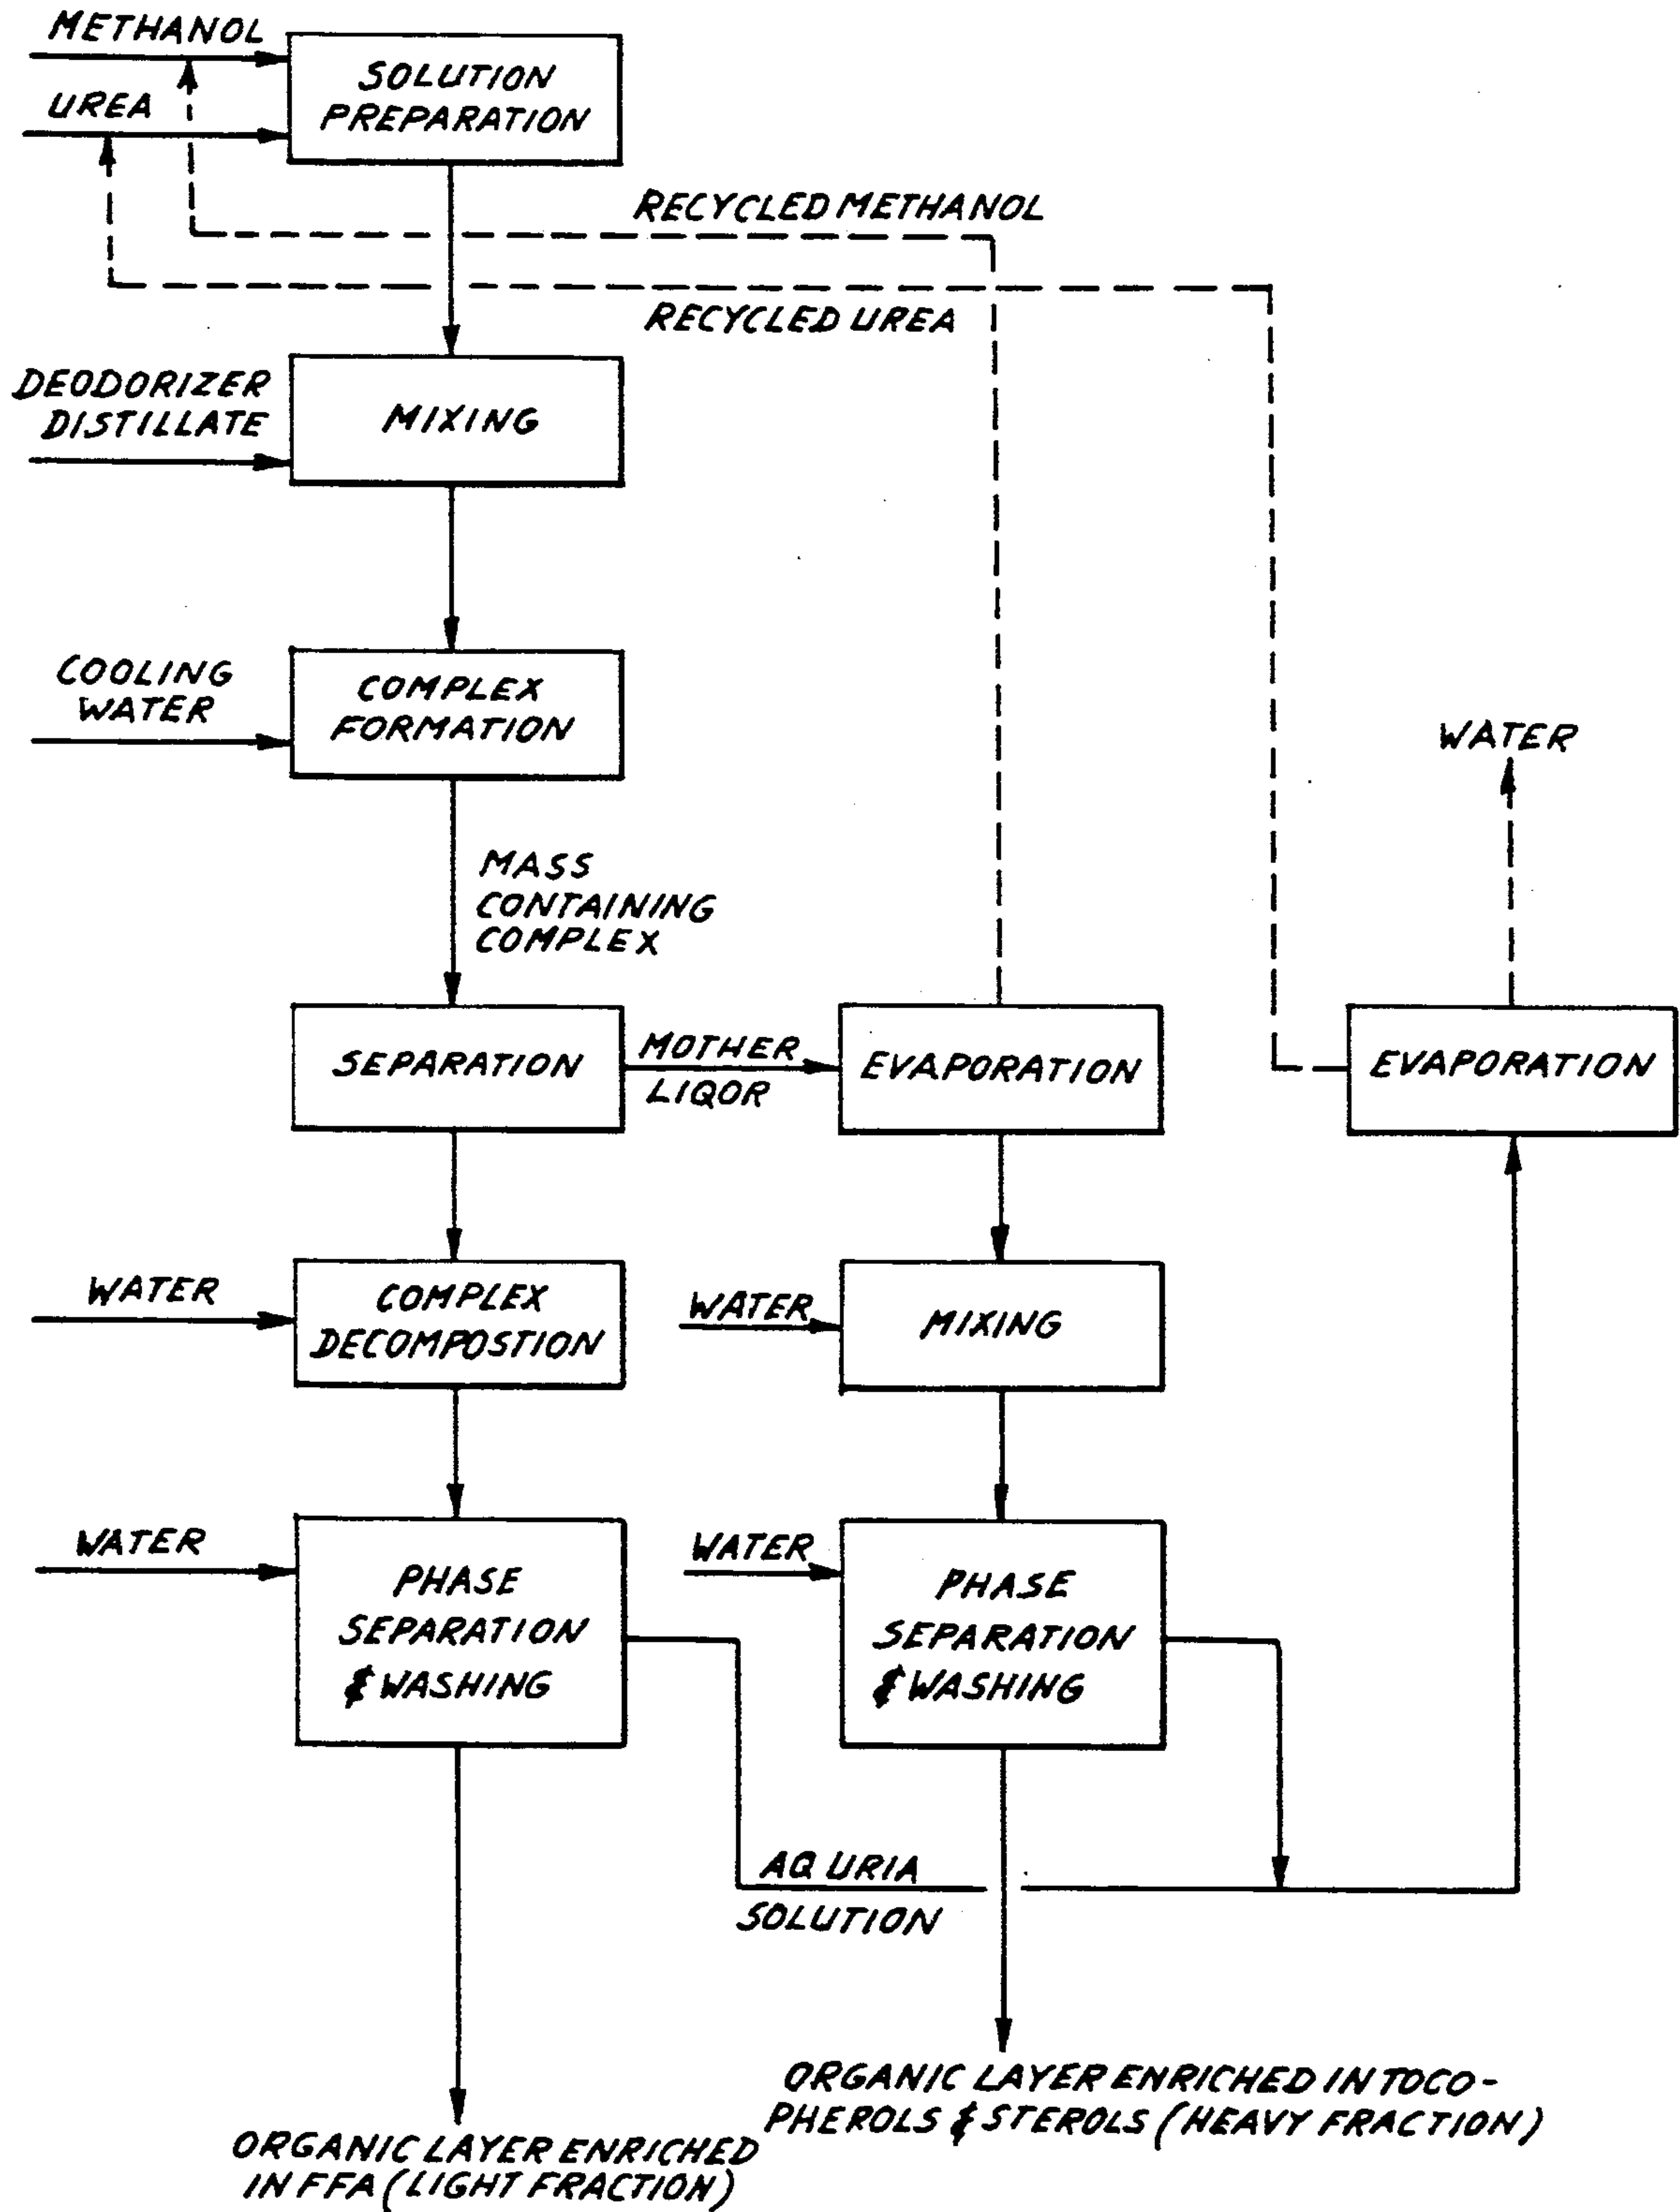 METHANOL
SOLUTION
PREPARATION
UREA
RECYCLED METHANOL
RECYCLED UREA
DEODORIZER
DISTILLATE
MIXING
COOLING
WATER
COMPLEX
FORMATION
WATER
MASS
CONTAINING
COMPLEX
SEPARATION
MOTHER
LIQOR
EVAPORATION
EVAPORATION
WATER
COMPLEX
DECOMPOSTION
WATER
MIXING
WATER
PHASE
SEPARATION
& WASHING
WATER
PHASE
SEPARATION
& WASHING
AQ URIA
SOLUTION
ORGANIC LAYER ENRICHED IN TOCO-
PHEROLS & STEROLS (HEAVY FRACTION)
ORGANIC LAYER ENRICHED
IN FFA (LIGHT FRACTION)